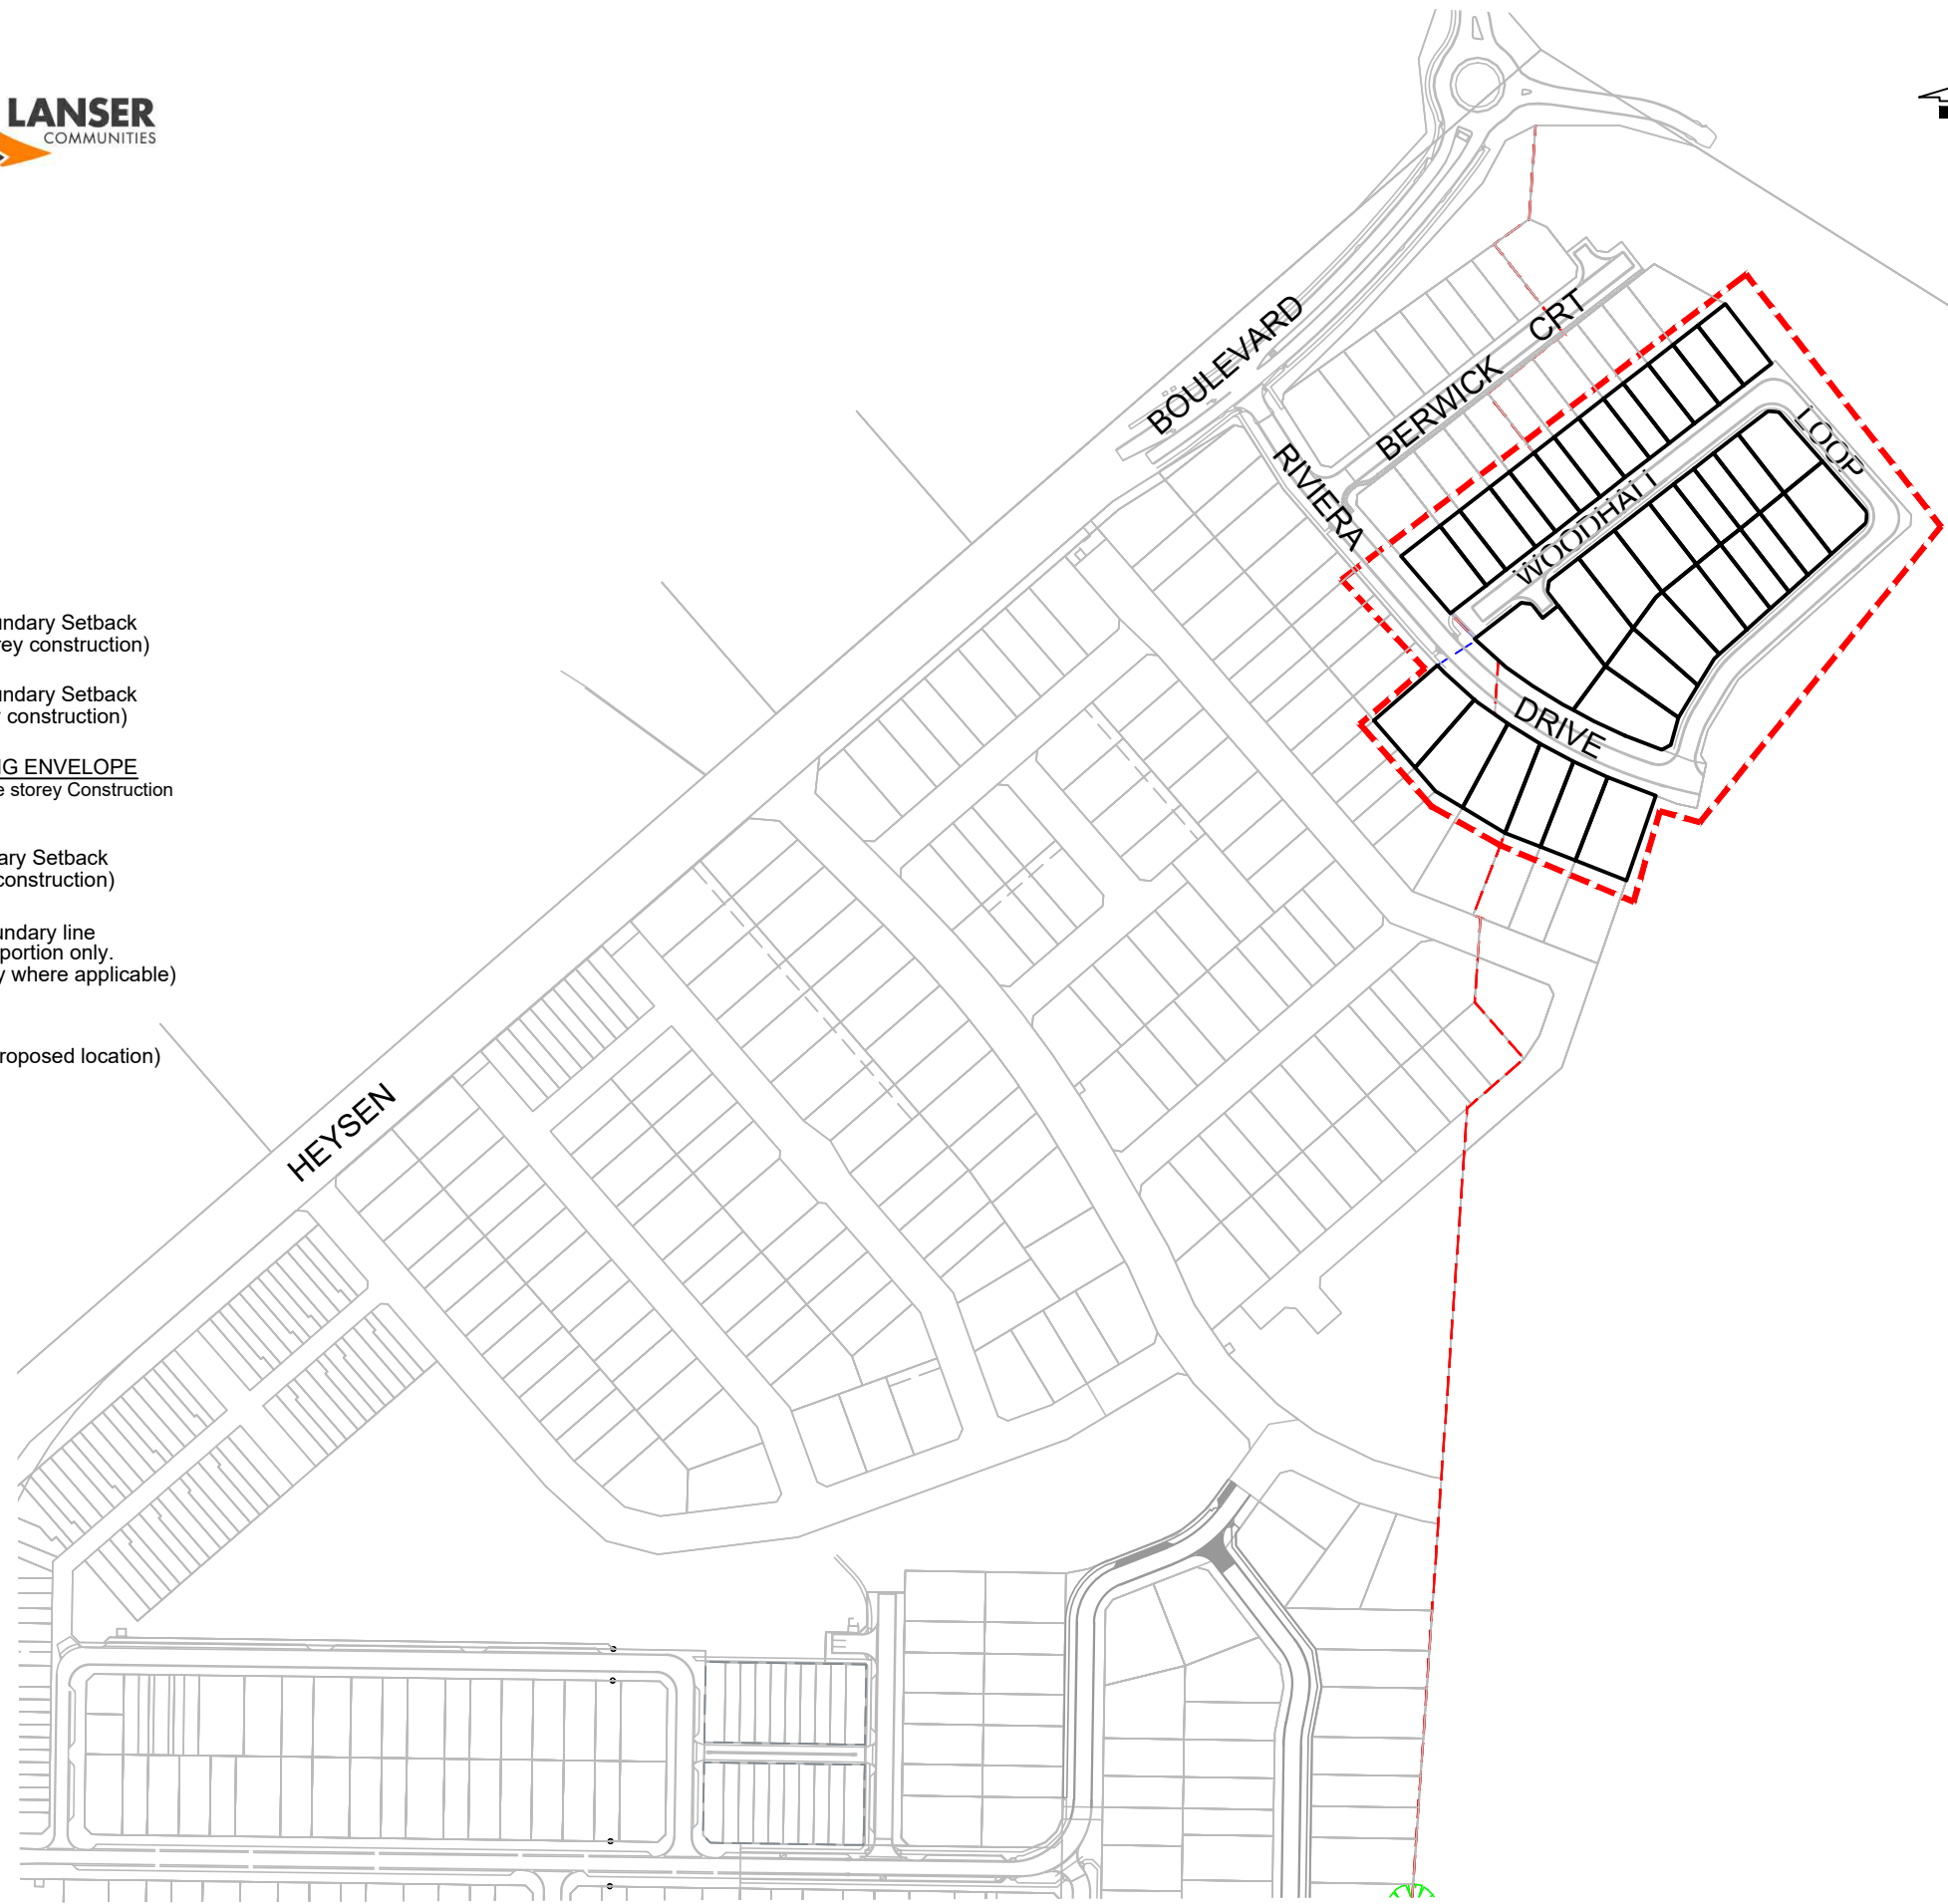 LANSER
COMMUNITIES
ndary Setback
ey construction)
ndary Setback
construction)
G ENVELOPE
e storey Construction
ary Setback
construction)
undary line
portion only.
y where applicable)
roposed location)
HEYSEN
BOULEVARD
RIVIERA
DRIVE
BERWICK CRT
WOODHALL
LOOP